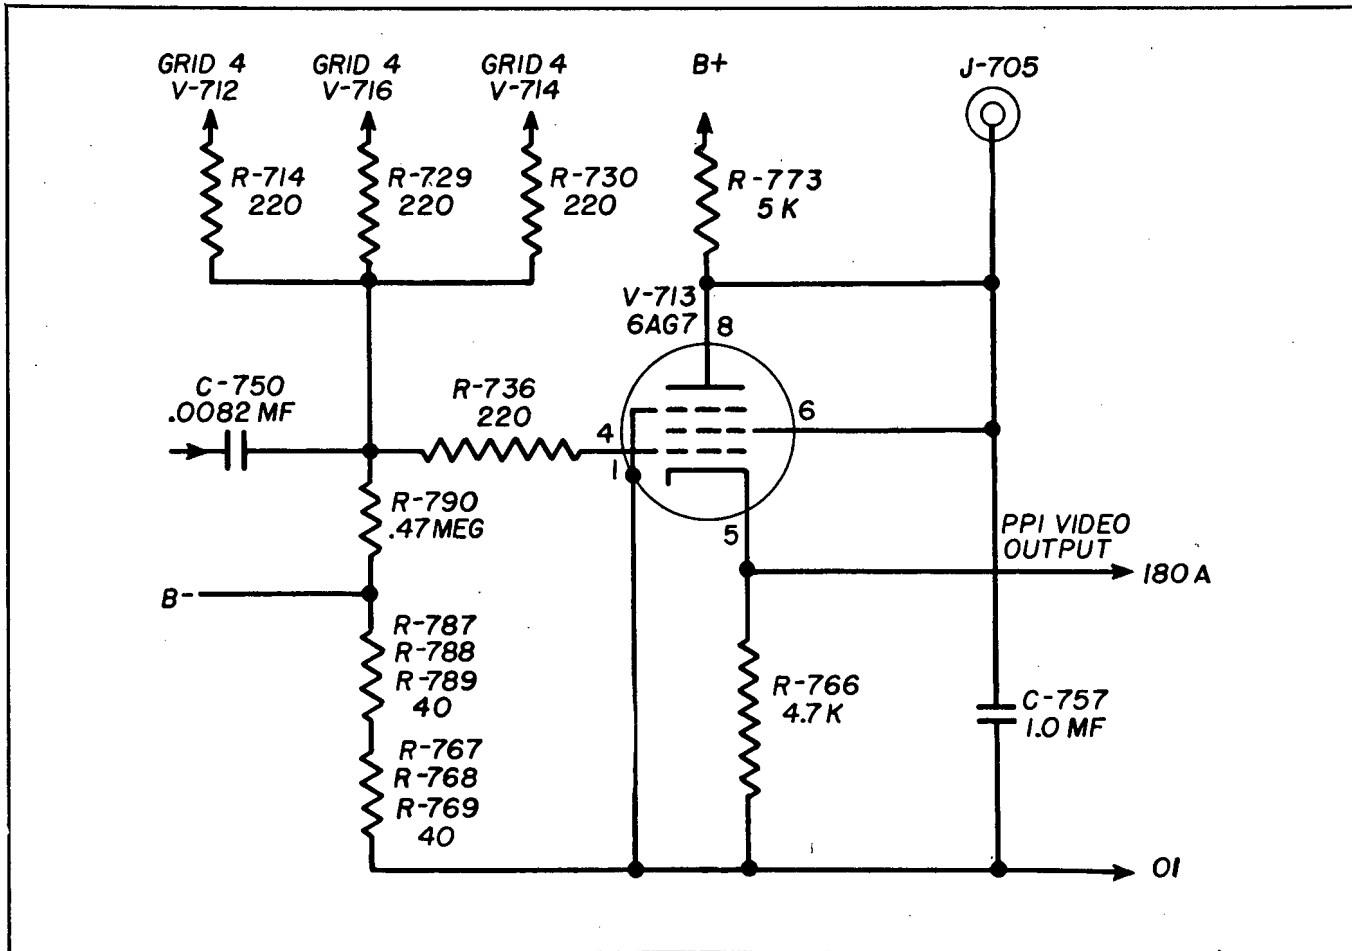 GRID 4
V-712
GRID 4
V-716
GRID 4
V-714
B+
J-705
R-714
220
R-729
220
R-730
220
R-773
5 K
V-713
6AG7
8
C-750
.0082 MF
R-736
220
4
1
6
5
R-790
.47 MEG
PPI VIDEO
OUTPUT
180 A
B-
R-787
R-788
R-789
40
R-766
4.7 K
C-757
1.0 MF
R-767
R-768
R-769
40
01